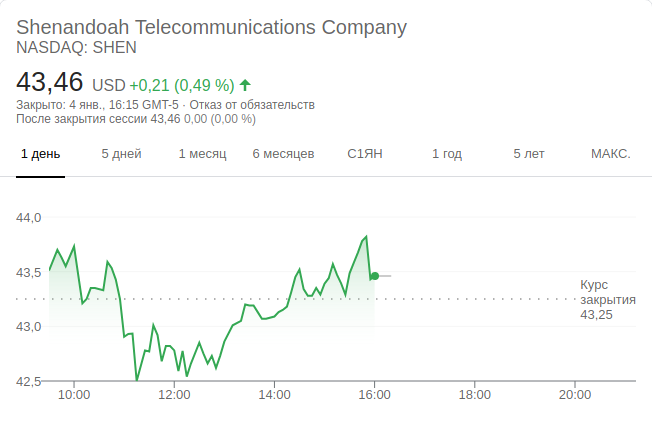 Shenandoah Telecommunications Company
NASDAQ: SHEN
43,46 USD +0,21 (0,49 %)
Закрыто: 4 янв., 16:15 GMT-5 · Отказ от обязательств
После закрытия сессии 43,46 0,00 (0,00 %)
1 день 5 дней 1 месяц 6 месяцев С1ЯН 1 год 5 лет МАКС.
44,0
43,5
Курс
закрытия
43,25
43,0
42,5
10:00 12:00 14:00 16:00 18:00 20:00